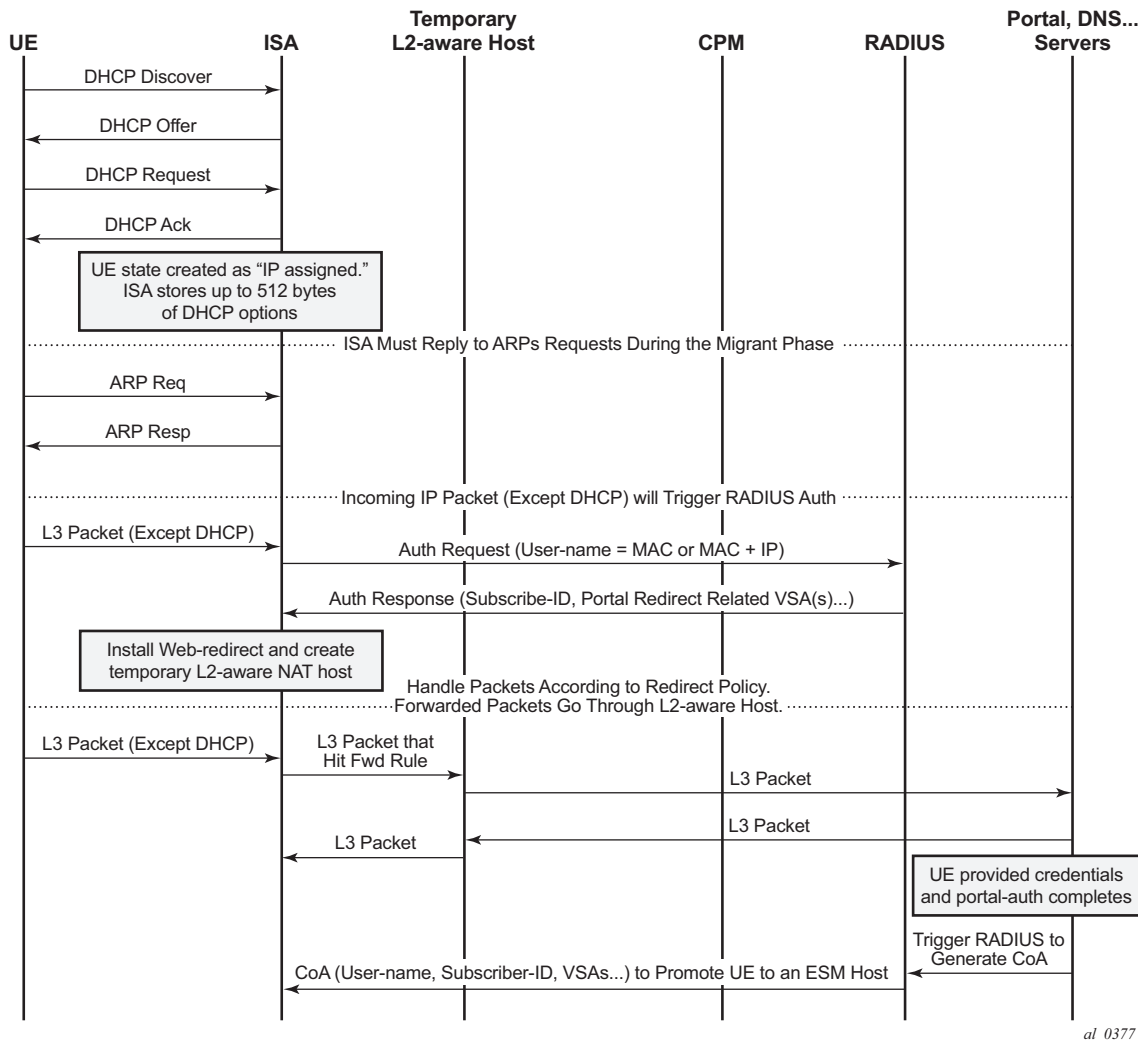 Temporary
Portal, DNS...
UE
ISA
L2-aware Host
CPM
RADIUS
Servers
DHCP Discover
DHCP Offer
DHCP Request
DHCP Ack
UE state created as “IP assigned.”
ISA stores up to 512 bytes
of DHCP options
ISA Must Reply to ARPs Requests During the Migrant Phase
ARP Req
ARP Resp
Incoming IP Packet (Except DHCP) will Trigger RADIUS Auth
L3 Packet (Except DHCP)
Auth Request (User-name = MAC or MAC + IP)
Auth Response (Subscribe-ID, Portal Redirect Related VSA(s)...)
Install Web-redirect and create
temporary L2-aware NAT host
Handle Packets According to Redirect Policy.
Forwarded Packets Go Through L2-aware Host.
L3 Packet (Except DHCP)
L3 Packet that
Hit Fwd Rule
L3 Packet
L3 Packet
L3 Packet
UE provided credentials
and portal-auth completes
Trigger RADIUS to
Generate CoA
CoA (User-name, Subscriber-ID, VSAs...) to Promote UE to an ESM Host
al_0377